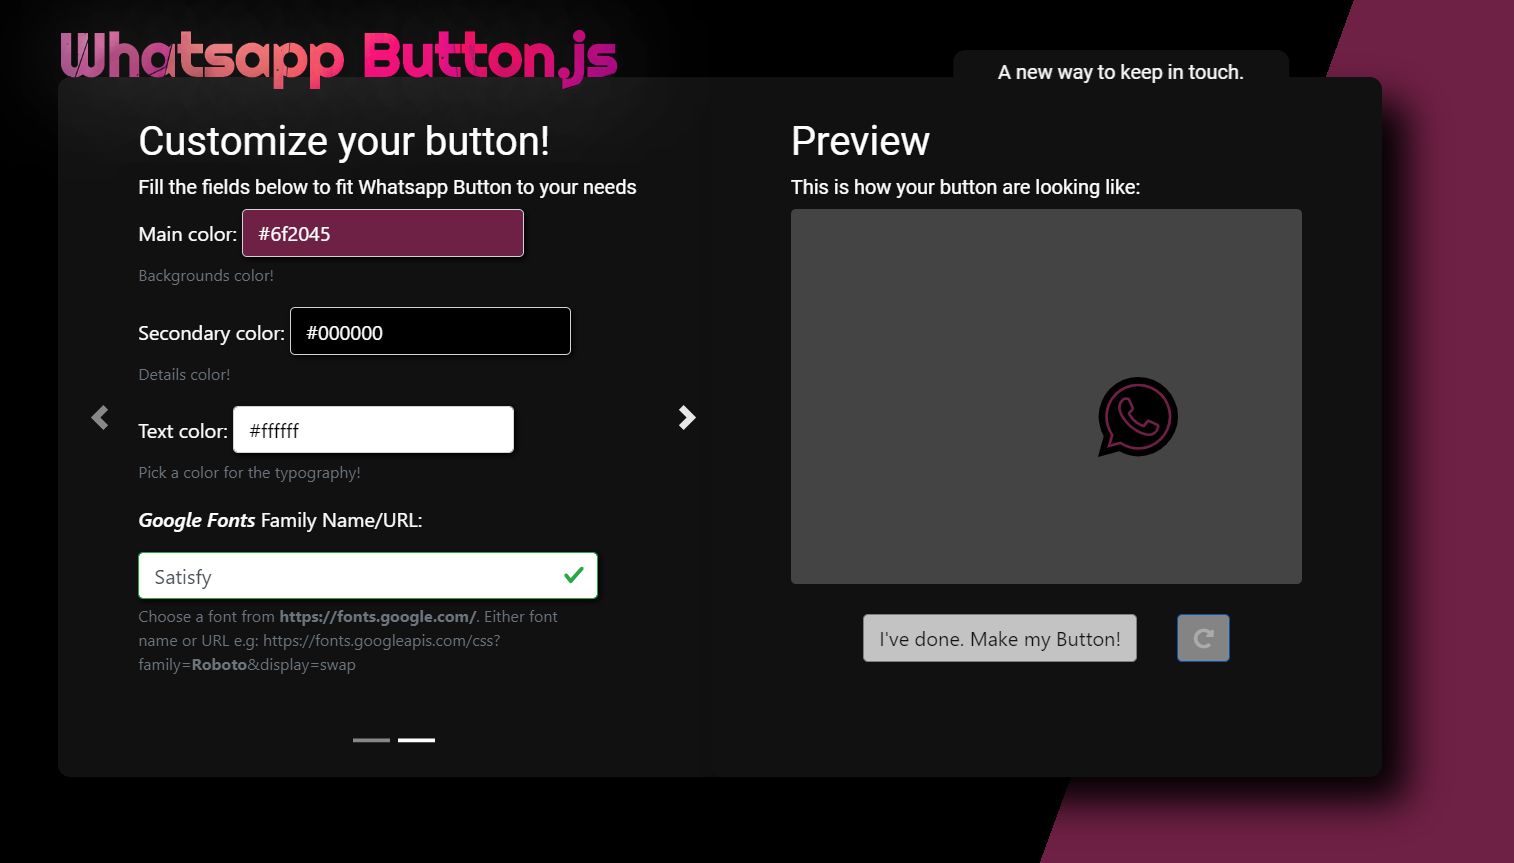 Whatsapp Button.js
A new way to keep in touch.
Customize your button!
Fill the fields below to fit Whatsapp Button to your needs
Main color: #6f2045
Backgrounds color!
Secondary color: #000000
Details color!
Text color: #ffffff
Pick a color for the typography!
Google Fonts Family Name/URL:
Satisfy
Choose a font from https://fonts.google.com/. Either font
name or URL e.g: https://fonts.googleapis.com/css?
family=Roboto&display=swap
Preview
This is how your button are looking like:
I've done. Make my Button!